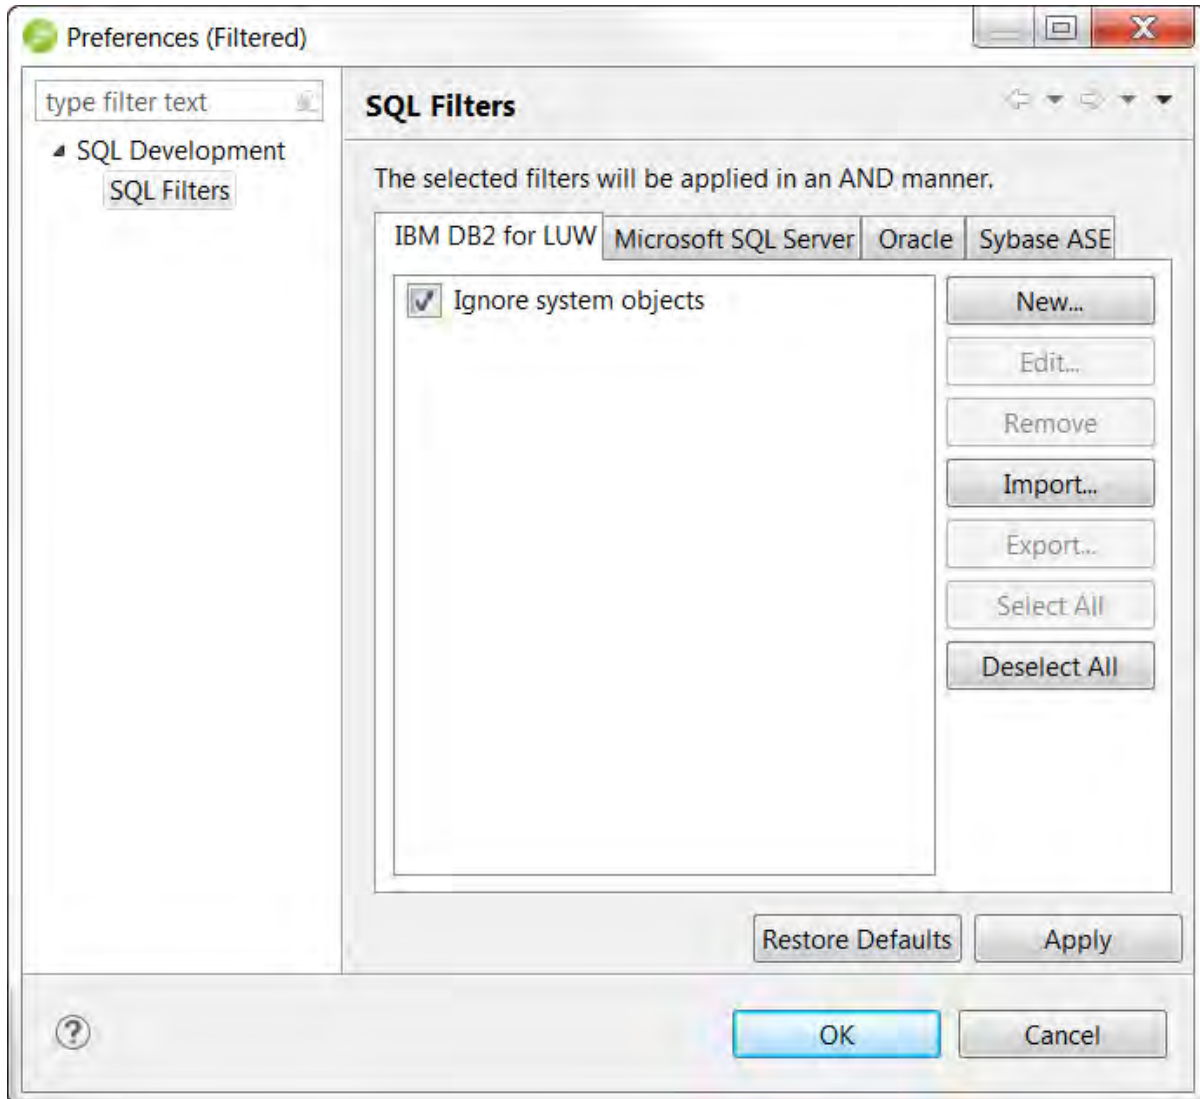 Preferences (Filtered)
type filter text
SQL Development
SQL Filters
SQL Filters
The selected filters will be applied in an AND manner.
IBM DB2 for LUW Microsoft SQL Server Oracle Sybase ASE
Ignore system objects
New...
Edit...
Remove
Import...
Export...
Select All
Deselect All
Restore Defaults Apply
? OK Cancel